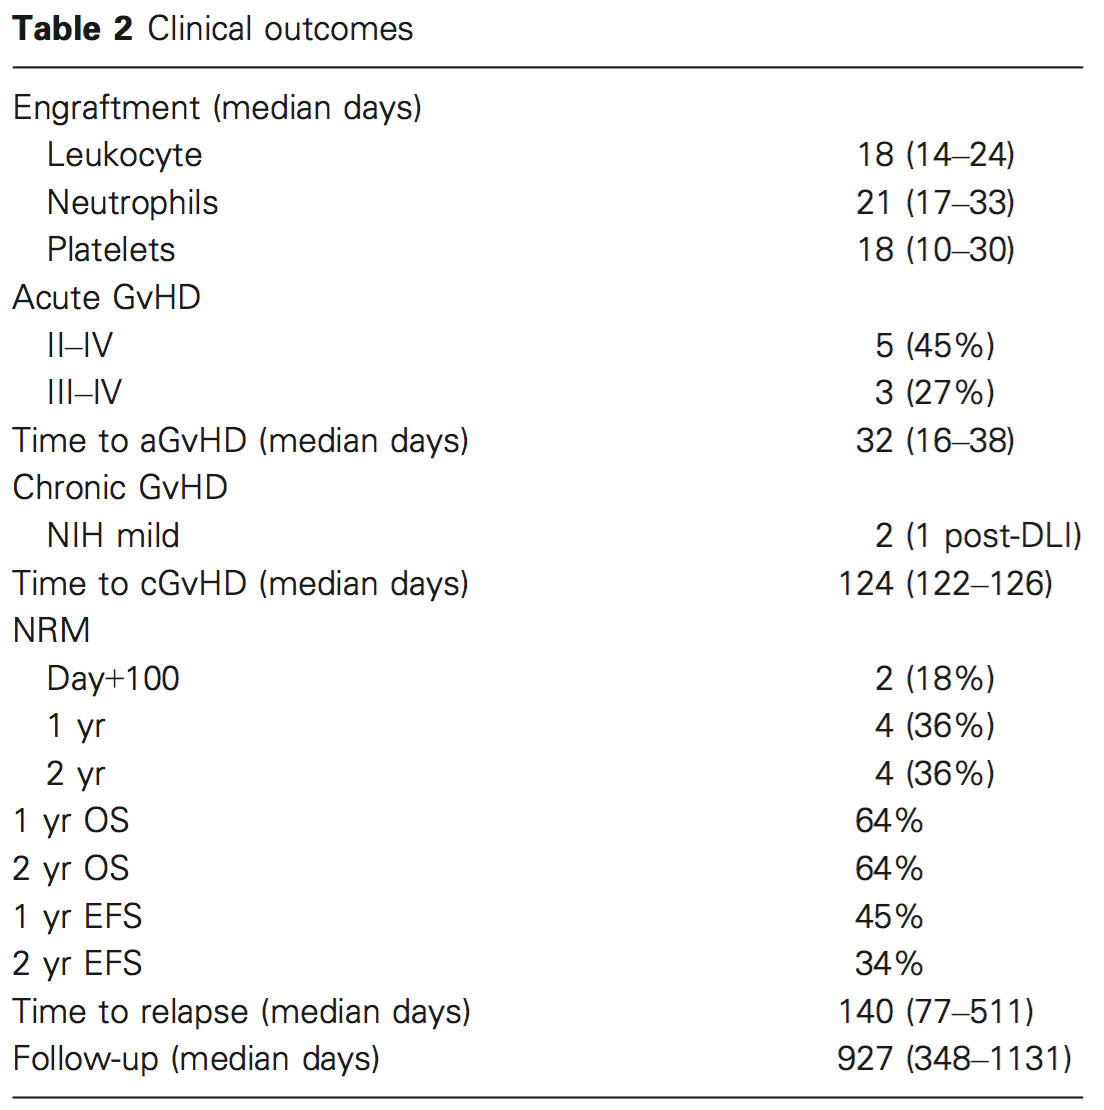 Table 2 Clinical outcomes
Engraftment (median days)
Leukocyte 18 (14–24)
Neutrophils 21 (17–33)
Platelets 18 (10–30)
Acute GvHD
II–IV 5 (45%)
III–IV 3 (27%)
Time to aGvHD (median days) 32 (16–38)
Chronic GvHD
NIH mild 2 (1 post-DLI)
Time to cGvHD (median days) 124 (122–126)
NRM
Day+100 2 (18%)
1 yr 4 (36%)
2 yr 4 (36%)
1 yr OS 64%
2 yr OS 64%
1 yr EFS 45%
2 yr EFS 34%
Time to relapse (median days) 140 (77–511)
Follow-up (median days) 927 (348–1131)